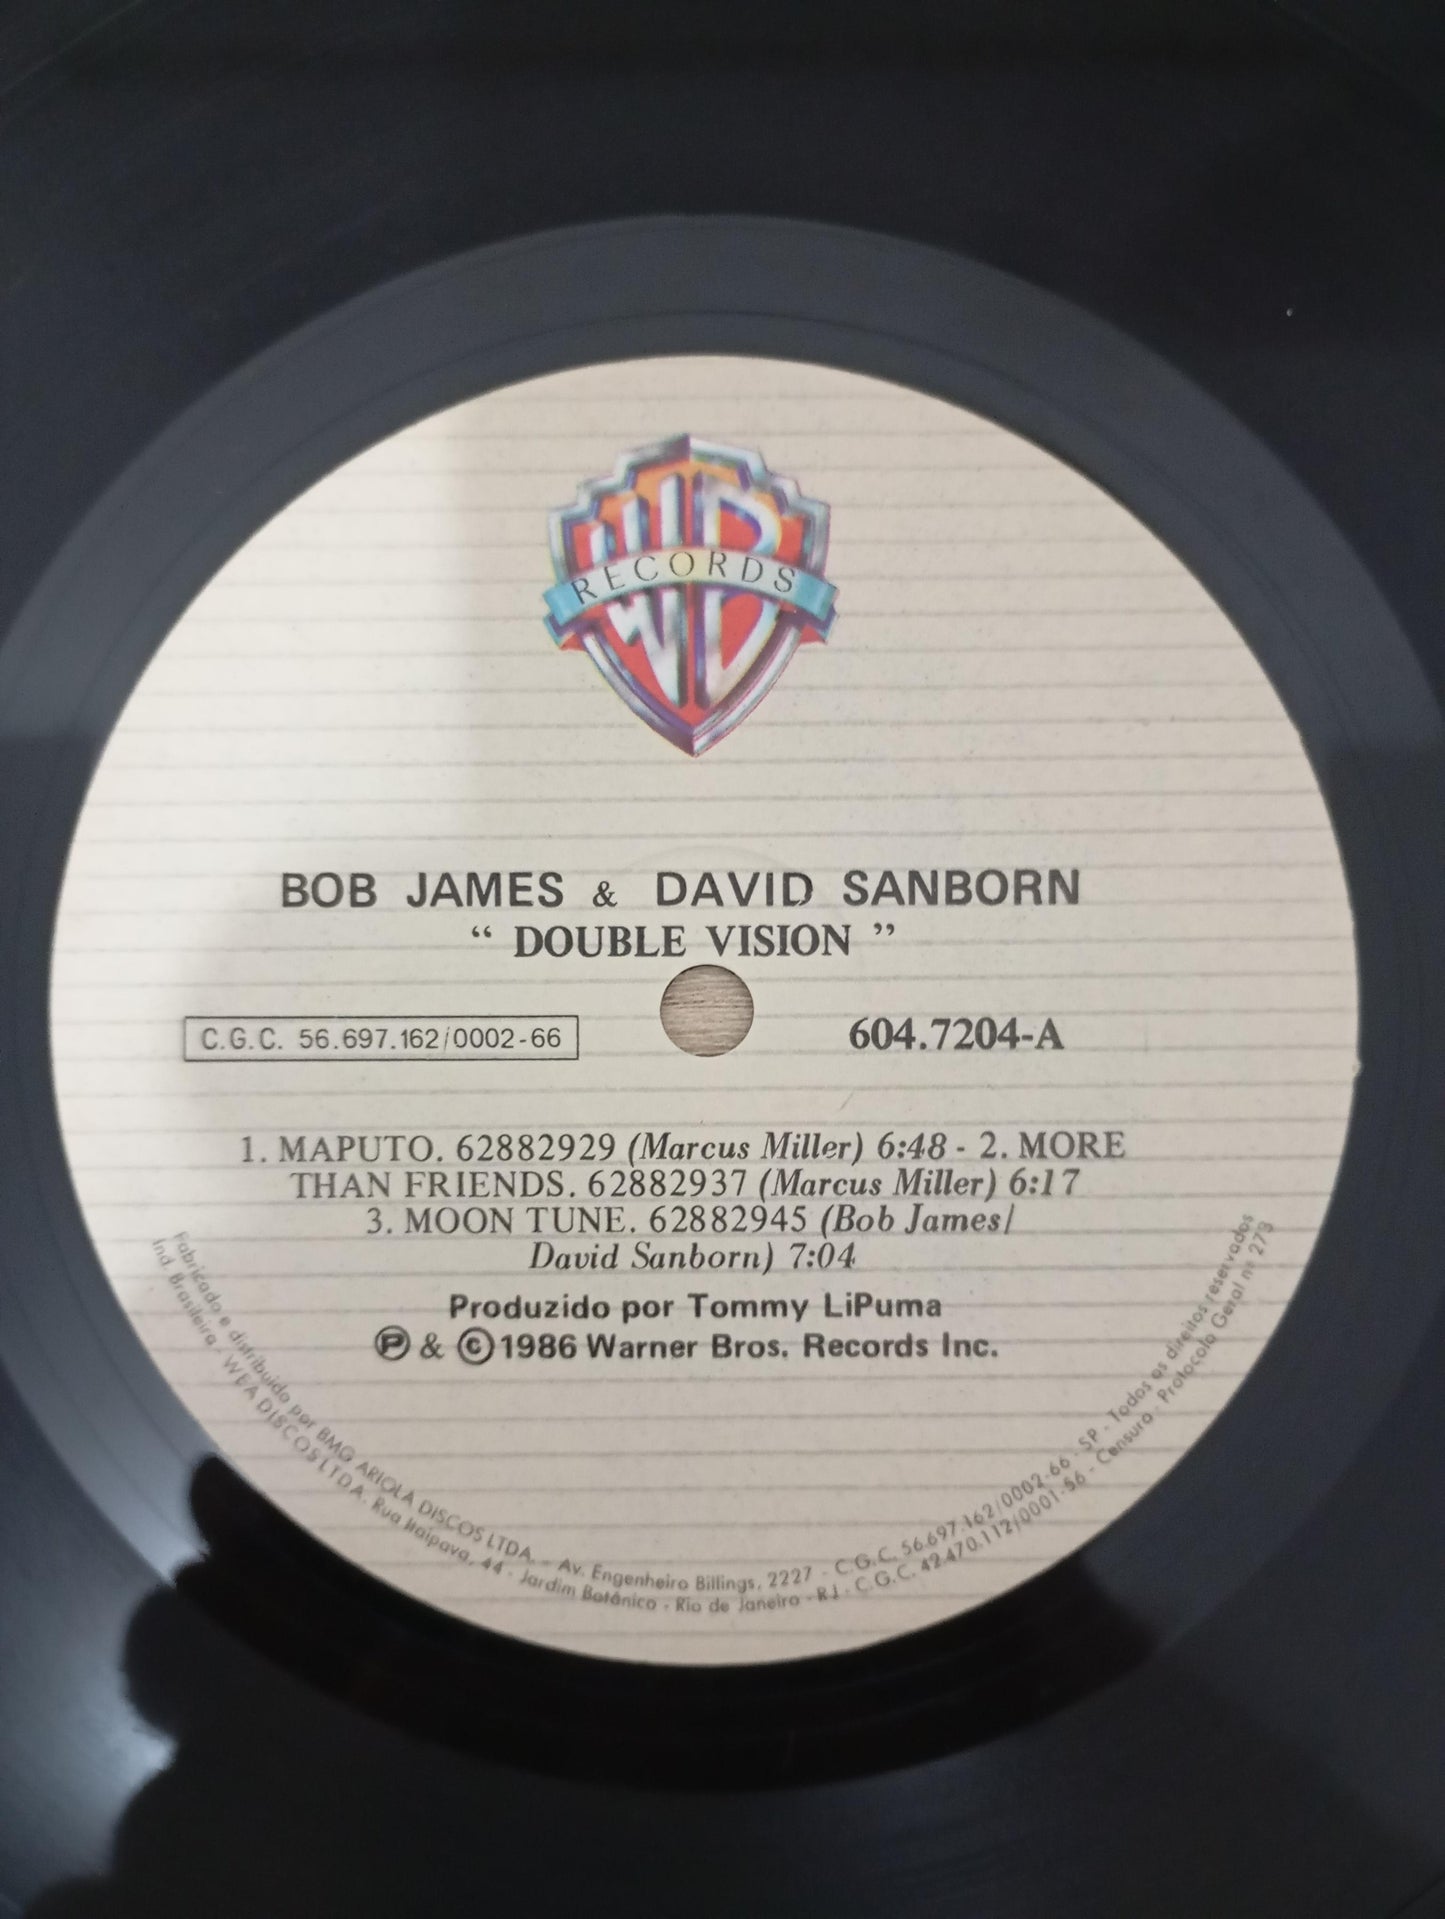 WB
RECORDS
BOB JAMES & DAVID SANBORN
“ DOUBLE VISION ”
C.G.C. 56.697.162/0002-66
604.7204-A
1. MAPUTO. 62882929 (Marcus Miller) 6:48 - 2. MORE
THAN FRIENDS. 62882937 (Marcus Miller) 6:17
3. MOON TUNE. 62882945 (Bob James/
David Sanborn) 7:04
Produzido por Tommy LiPuma
Ⓟ & ©1986 Warner Bros. Records Inc.
Fabricado e distribuído por BMG ARIOLA DISCOS LTDA. - Av. Engenheiro Billings, 2227 - C.G.C. 56.697.162/0002-66 - SP - Todos os direitos reservados
Ind. Brasileira - WEA DISCOS LTDA. Rua Itaipava, 44 - Jardim Botânico - Rio de Janeiro - RJ - C.G.C. 42.470.112/0001-56 - Censura - Protocolo Geral nº 273